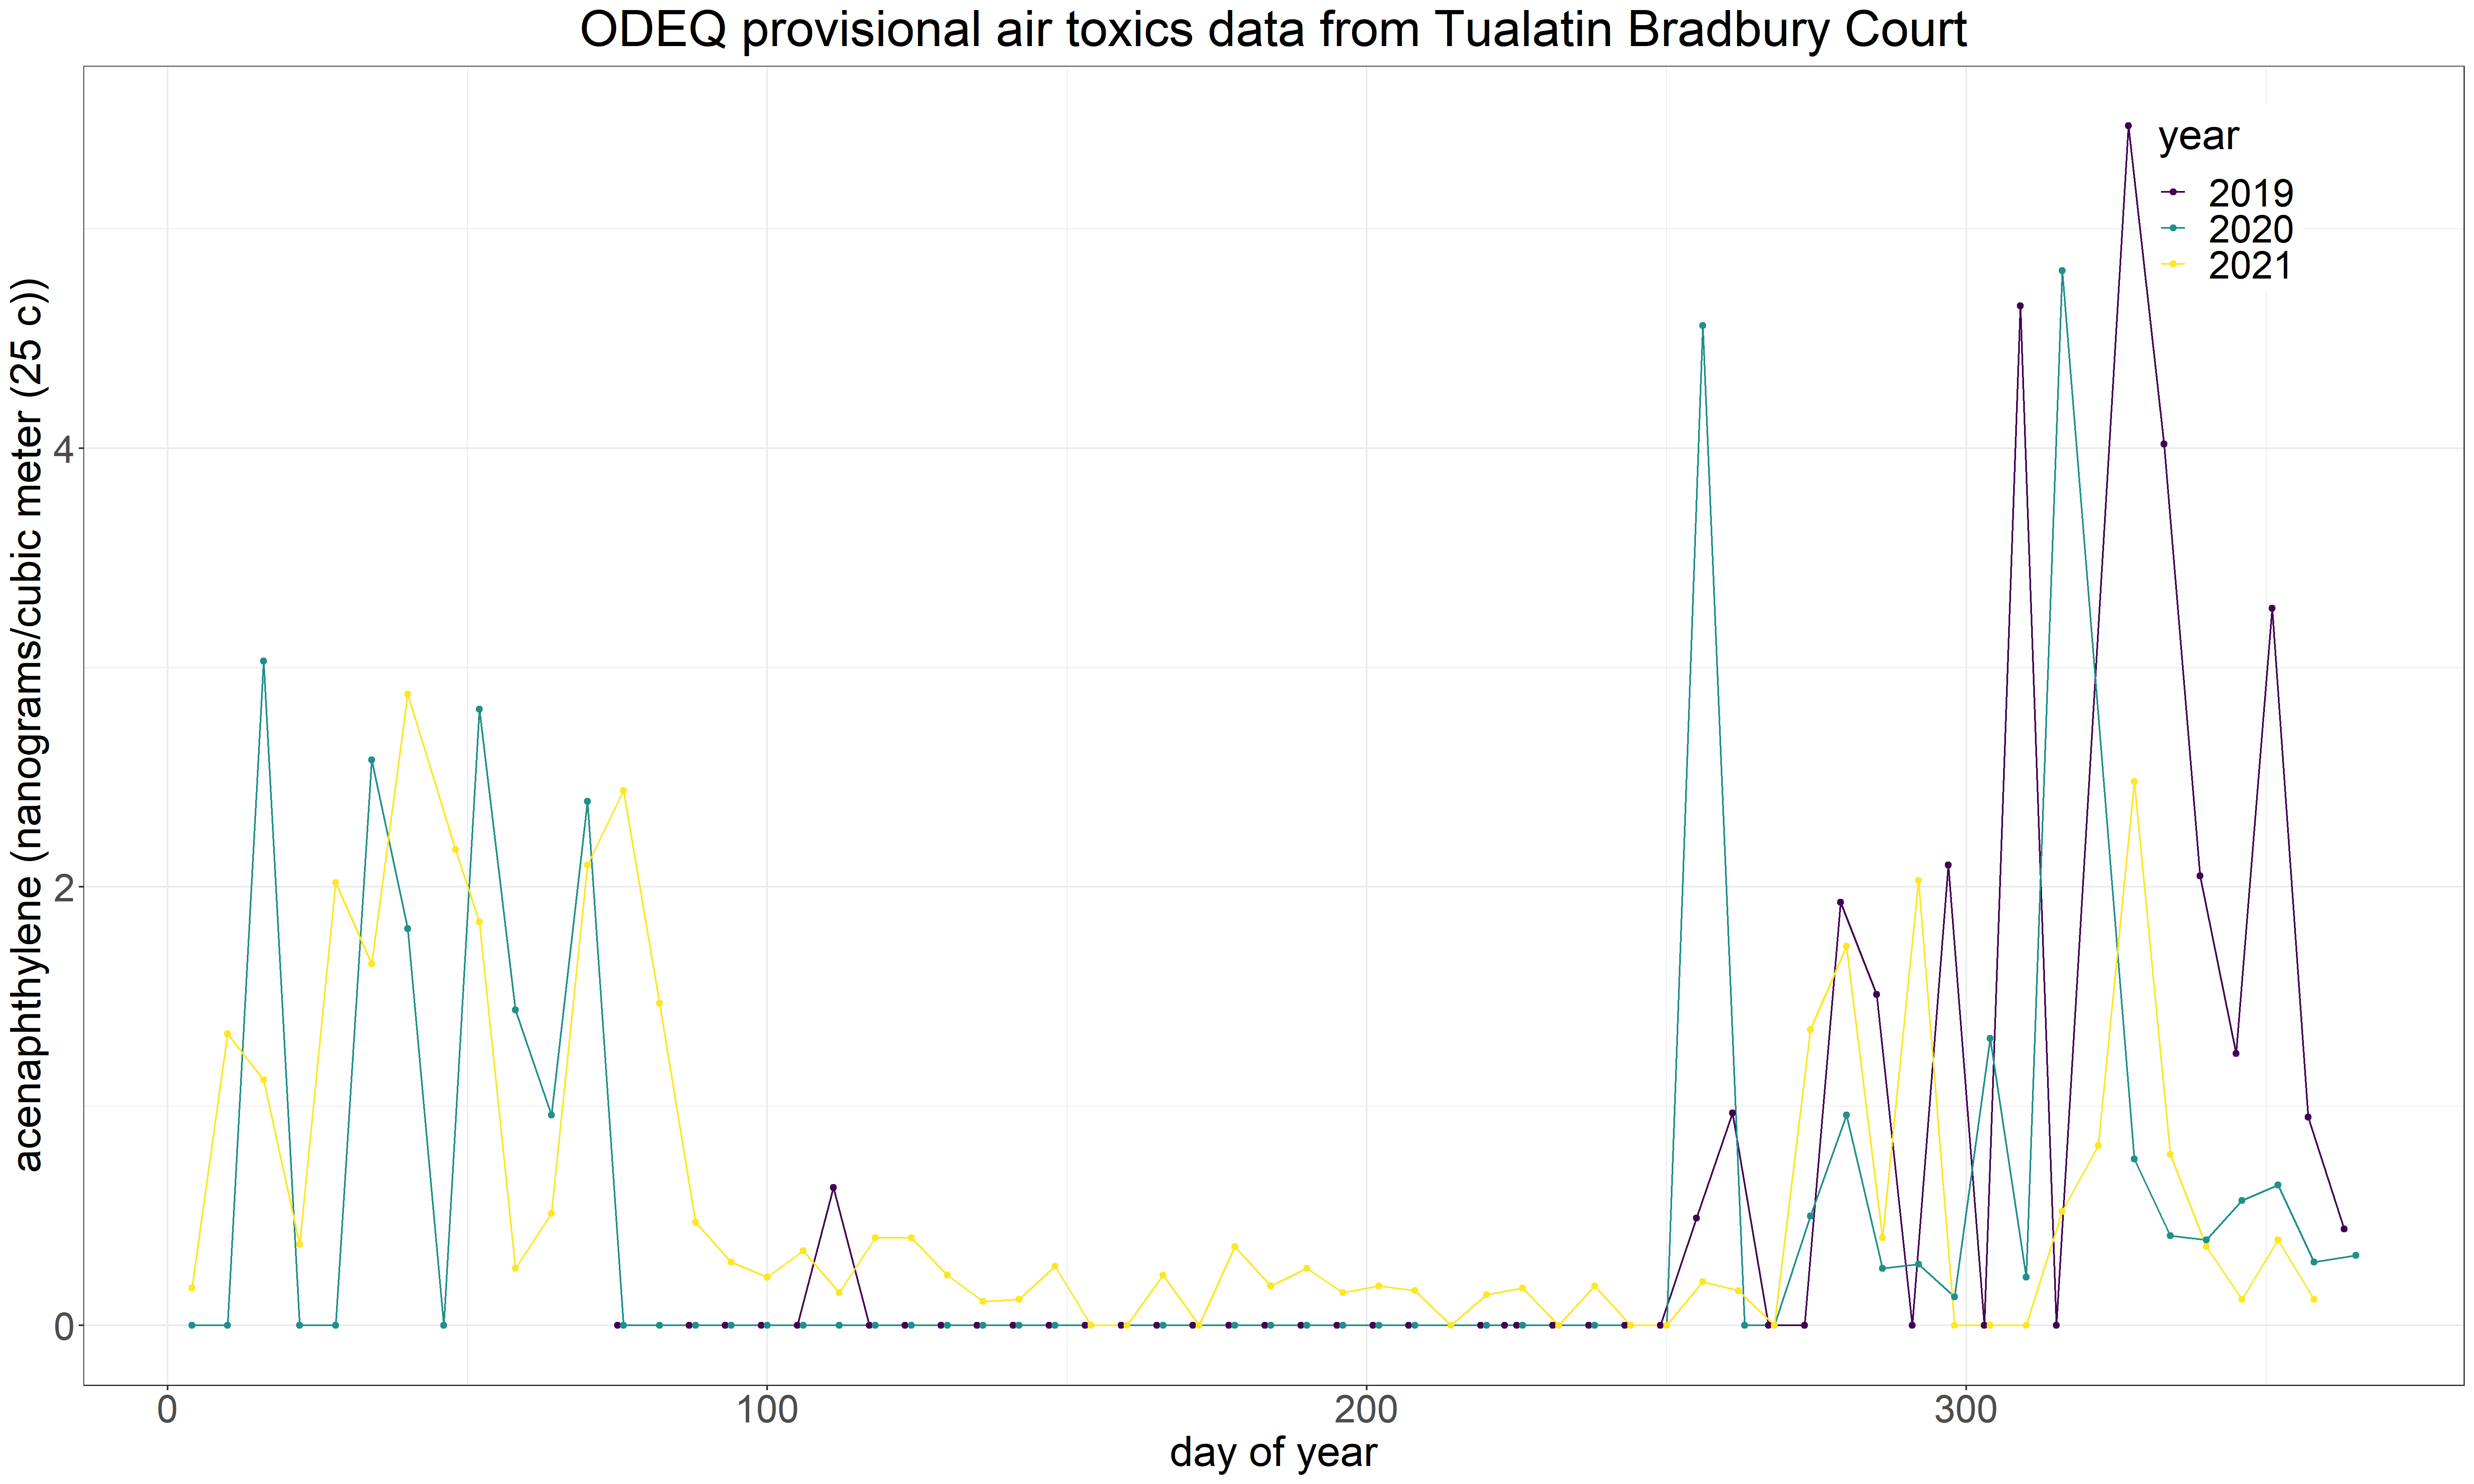 ODEQ provisional air toxics data from Tualatin Bradbury Court
acenaphthylene (nanograms/cubic meter (25 c))
4
2
0
year
2019
2020
2021
0 100 200 300
day of year